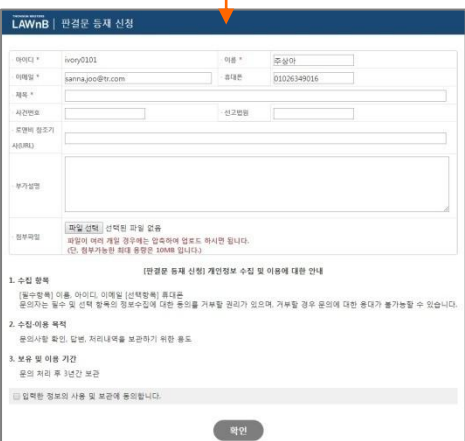 THOMSON REUTERS
LAWnB | 판결문 등재 신청
아이디 * ivory0101 이름 * 주상아
이메일 * sanna.joo@tr.com 휴대폰 01026349016
제목 *
사건번호 선고법원
로앤비 참조기
사(URL)
부가설명
첨부파일 파일 선택 선택된 파일 없음
파일이 여러 개일 경우에는 압축하여 업로드 하시면 됩니다.
(단, 첨부가능한 최대 용량은 10MB 입니다.)
[판결문 등재 신청] 개인정보 수집 및 이용에 대한 안내
1. 수집 항목
[필수항목] 이름, 아이디, 이메일 [선택항목] 휴대폰
문의자는 필수 및 선택 항목의 정보수집에 대한 동의를 거부할 권리가 있으며, 거부할 경우 문의에 대한 응대가 불가능할 수 있습니다.
2. 수집·이용 목적
문의사항 확인, 답변, 처리내역을 보관하기 위한 용도
3. 보유 및 이용 기간
문의 처리 후 3년간 보관
입력한 정보의 사용 및 보관에 동의합니다.
확인